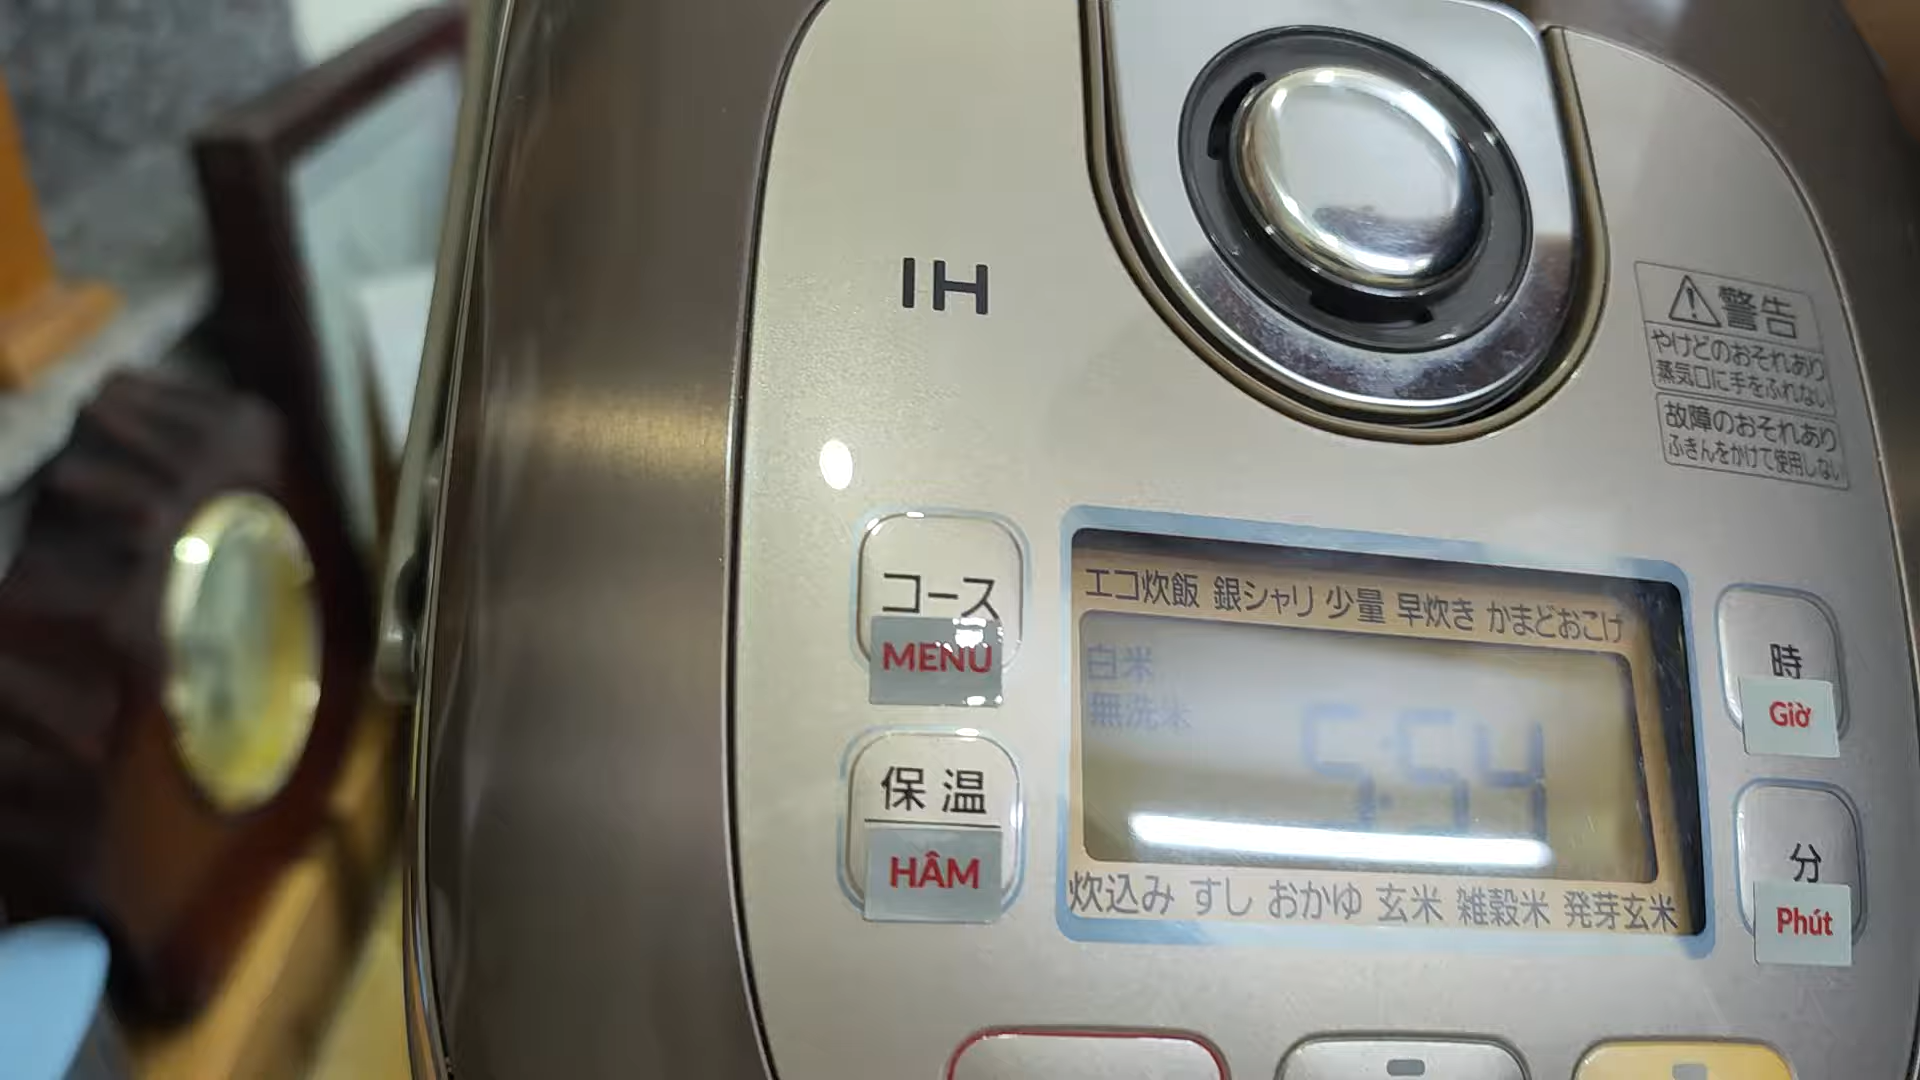 IH
警告
やけどのおそれあり
蒸気口に手をふれない
故障のおそれあり
ふきんをかけて使用しない
コース
MENU
エコ炊飯 銀シャリ 少量 早炊き かまどおこげ
白米
無洗米
5:54
時
Giờ
保温
HÂM
分
Phút
炊込み すし おかゆ 玄米 雑穀米 発芽玄米